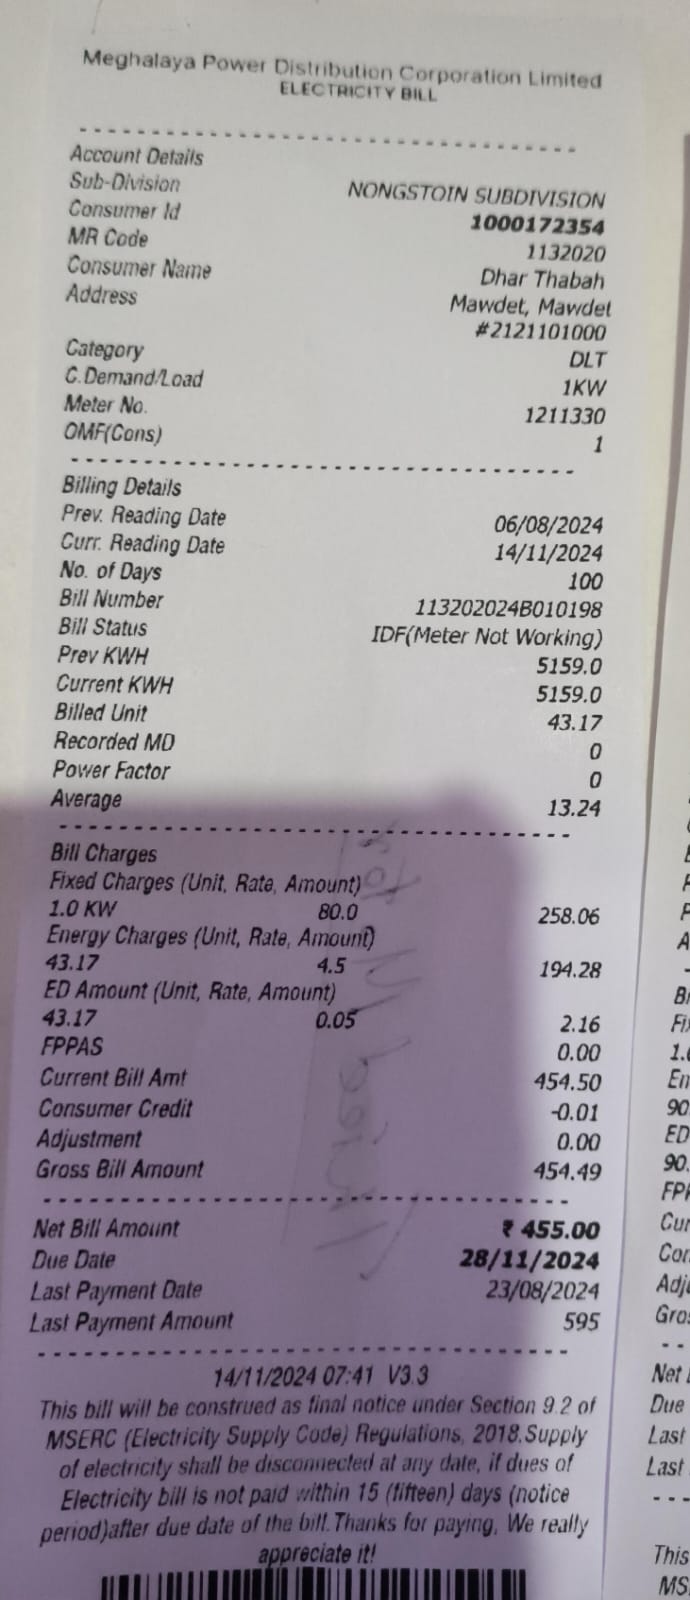 Meghalaya Power Distribution Corporation Limited
ELECTRICITY BILL
Account Details
Sub-Division NONGSTOIN SUBDIVISION
Consumer Id 1000172354
MR Code 1132020
Consumer Name Dhar Thabah
Address Mawdet, Mawdet
#2121101000
Category DLT
C.Demand/Load 1KW
Meter No. 1211330
OMF(Cons) 1
Billing Details
Prev. Reading Date 06/08/2024
Curr. Reading Date 14/11/2024
No. of Days 100
Bill Number 113202024B010198
Bill Status IDF(Meter Not Working)
Prev KWH 5159.0
Current KWH 5159.0
Billed Unit 43.17
Recorded MD 0
Power Factor 0
Average 13.24
Bill Charges
Fixed Charges (Unit, Rate, Amount)
1.0 KW 80.0 258.06
Energy Charges (Unit, Rate, Amount)
43.17 4.5 194.28
ED Amount (Unit, Rate, Amount)
43.17 0.05 2.16
FPPAS 0.00
Current Bill Amt 454.50
Consumer Credit -0.01
Adjustment 0.00
Gross Bill Amount 454.49
Net Bill Amount ₹ 455.00
Due Date 28/11/2024
Last Payment Date 23/08/2024
Last Payment Amount 595
14/11/2024 07:41 V3.3
This bill will be construed as final notice under Section 9.2 of
MSERC (Electricity Supply Code) Regulations, 2018.Supply
of electricity shall be disconnected at any date, if dues of
Electricity bill is not paid within 15 (fifteen) days (notice
period)after due date of the bill.Thanks for paying, We really
appreciate it!